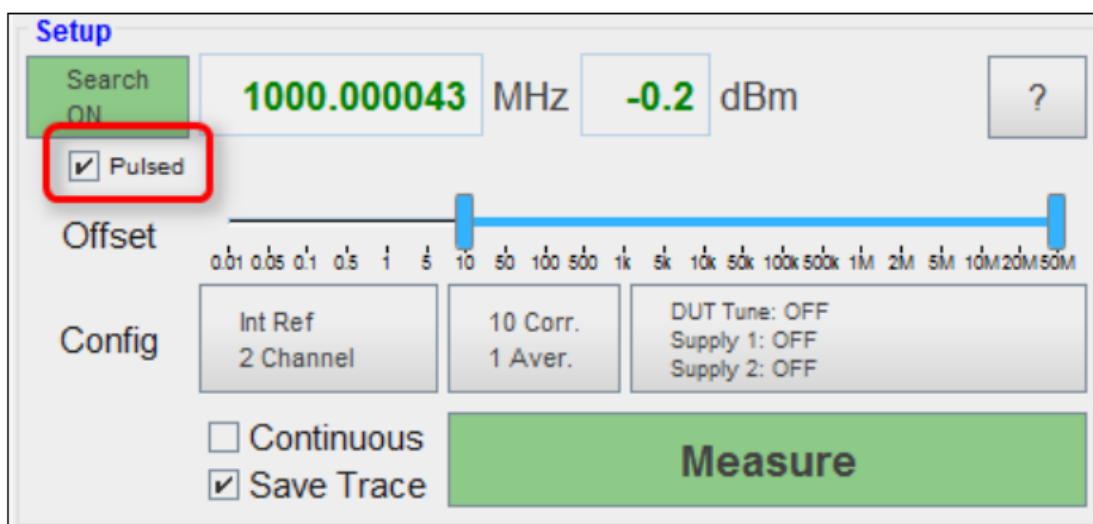 Setup
Search
ON
1000.000043 MHz -0.2 dBm ?
Pulsed
Offset
0.01 0.05 0.1 0.5 1 5 10 50 100 500 1k 5k 10k 50k 100k 500k 1M 2M 5M 10M 20M 50M
Config
Int Ref
2 Channel
10 Corr.
1 Aver.
DUT Tune: OFF
Supply 1: OFF
Supply 2: OFF
Continuous
Save Trace
Measure